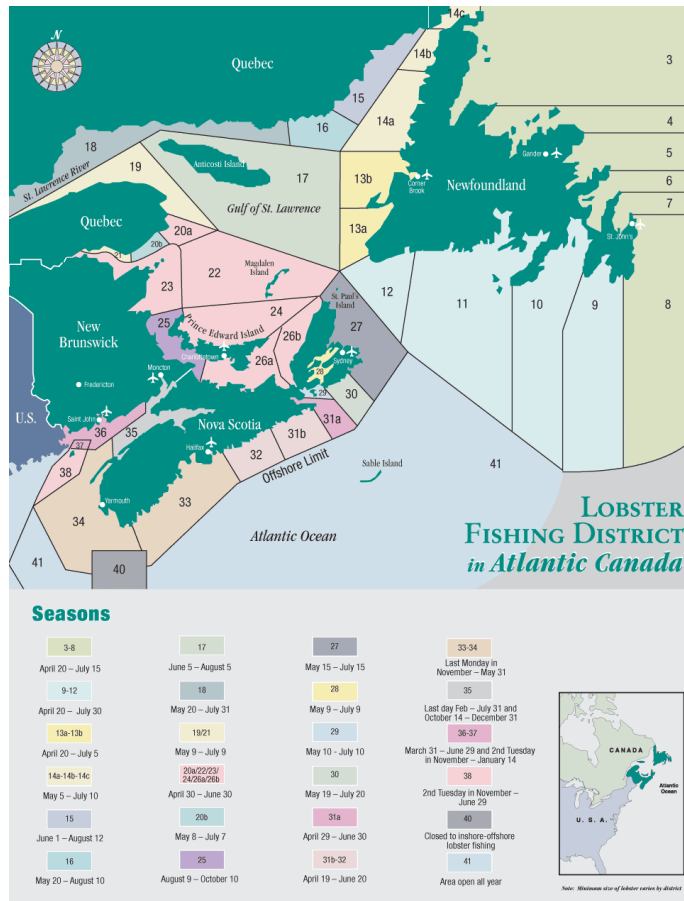 N
14c
14b
3
Quebec
15
16
14a
4
18
St. Lawrence River
19
Anticosti Island
17
Gulf of St. Lawrence
13b
Corner
Brook
Gander
5
Newfoundland
6
7
Quebec
20a
20b
21
13a
St. John's
22
Magdalen
Island
23
12
11
10
9
8
St. Paul's
Island
24
27
25
Prince Edward Island
New
Brunswick
26b
Charlottetown
26a
Sydney
Moncton
28
Fredericton
29
30
U.S.
Saint John
36
35
Nova Scotia
31a
37
Halifax
31b
32
38
Offshore Limit
Sable Island
41
Yarmouth
33
34
Atlantic Ocean
41
40
LOBSTER
FISHING DISTRICT
in Atlantic Canada
Seasons
3-8
April 20 – July 15
9-12
April 20 – July 30
13a-13b
April 20 – July 5
14a-14b-14c
May 5 – July 10
15
June 1 – August 12
16
May 20 – August 10
17
June 5 – August 5
18
May 20 – July 31
19/21
May 9 – July 9
20a/22/23/
24/26a/26b
April 30 – June 30
20b
May 8 – July 7
25
August 9 – October 10
27
May 15 – July 15
28
May 9 – July 9
29
May 10 - July 10
30
May 19 – July 20
31a
April 29 – June 30
31b-32
April 19 – June 20
33-34
Last Monday in
November – May 31
35
Last day Feb – July 31 and
October 14 – December 31
36-37
March 31 – June 29 and 2nd Tuesday
in November – January 14
38
2nd Tuesday in November –
June 29
40
Closed to inshore-offshore
lobster fishing
41
Area open all year
CANADA
Atlantic
Ocean
U. S. A.
Note: Minimum size of lobster varies by district